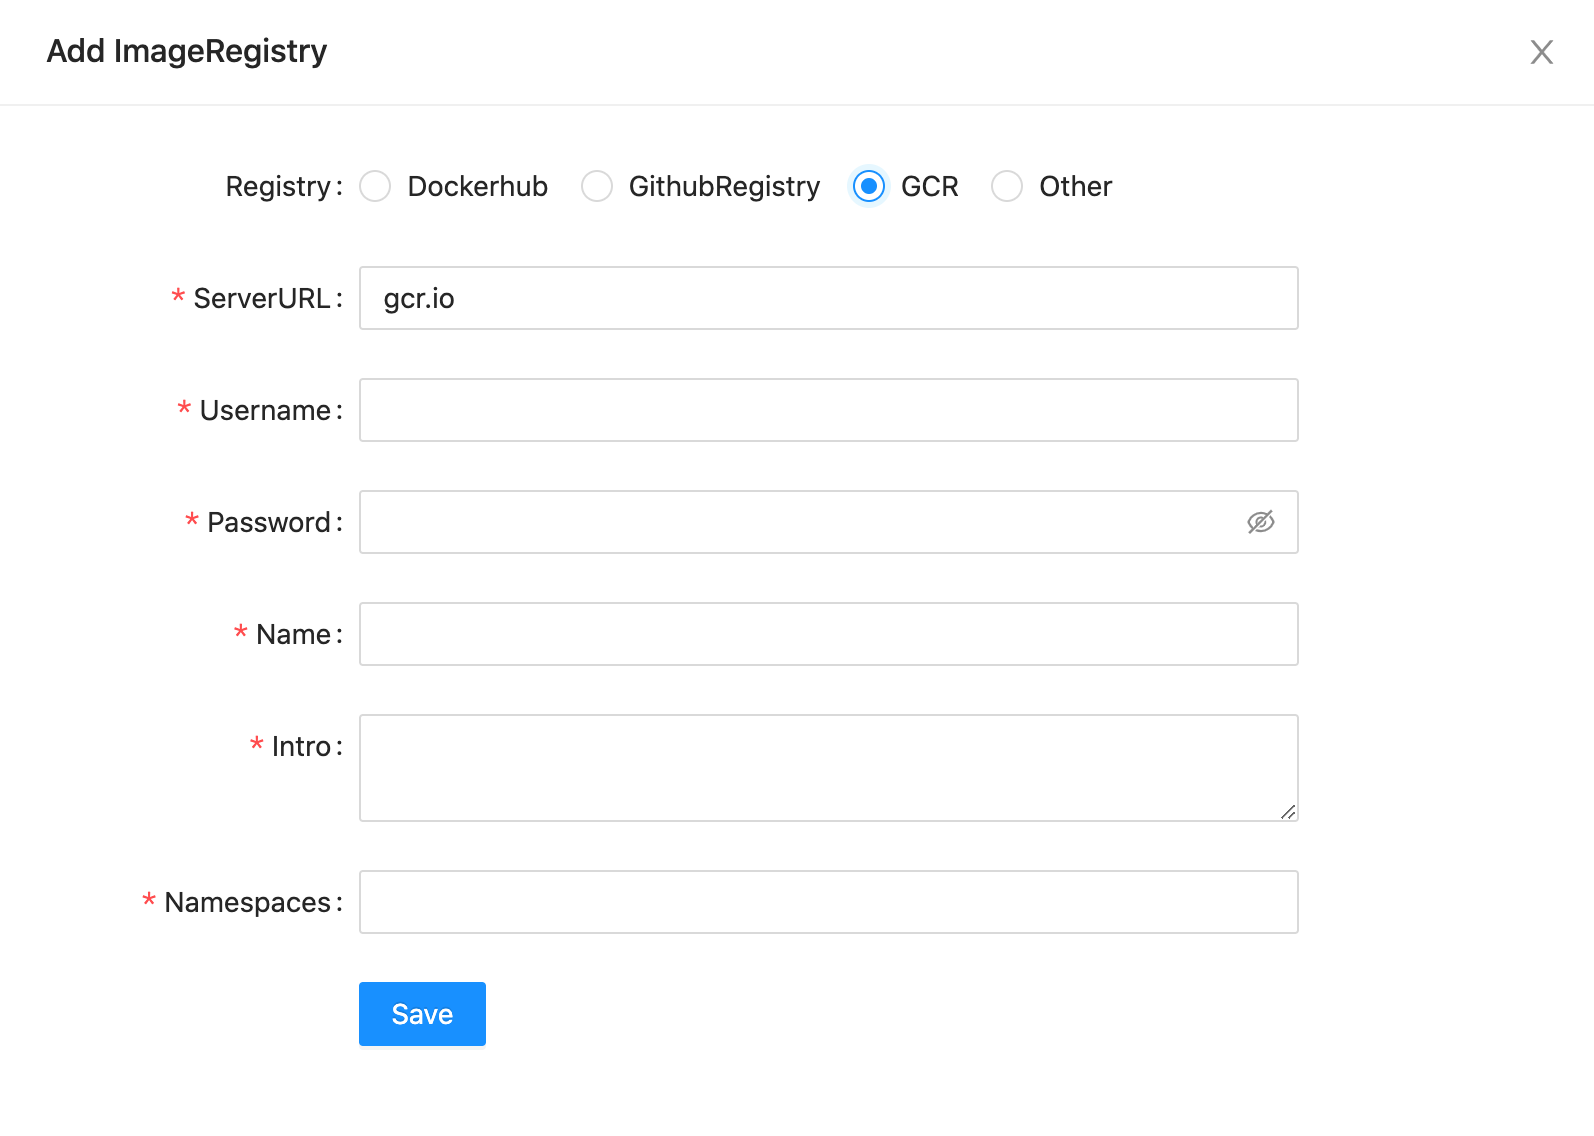 Add ImageRegistry
Registry: Dockerhub GithubRegistry GCR Other
* ServerURL: gcr.io
* Username:
* Password:
* Name:
* Intro:
* Namespaces:
Save